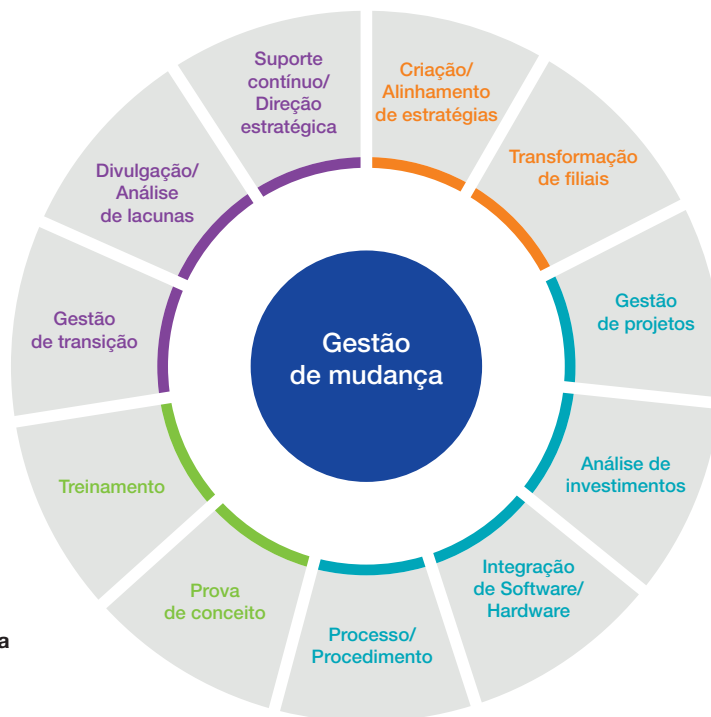 Suporte
contínuo/
Direção
estratégica
Criação/
Alinhamento
de estratégias
Transformação
de filiais
Gestão
de projetos
Análise de
investimentos
Integração
de Software/
Hardware
Processo/
Procedimento
Prova
de conceito
Treinamento
Gestão
de transição
Divulgação/
Análise
de lacunas
Gestão
de mudança
a